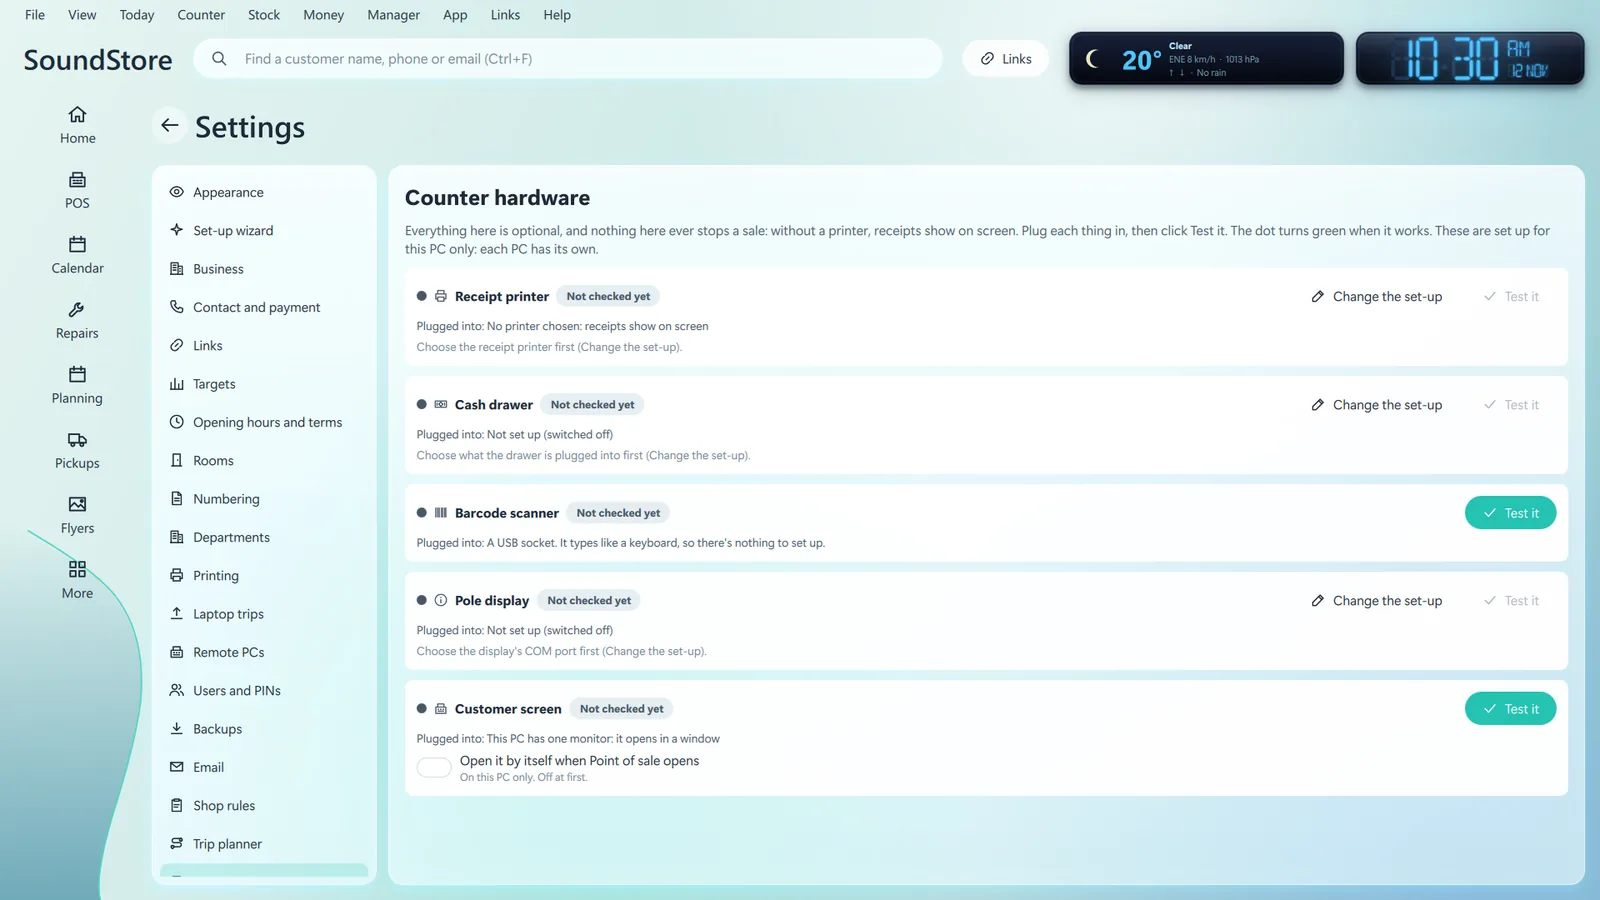 File View Today Counter Stock Money Manager App Links Help
SoundStore
Find a customer name, phone or email (Ctrl+F)
Links
20°
Clear
ENE 8 km/h · 1013 hPa
↑ ↓ · No rain
10:30 AM
12 NOV
Home
POS
Calendar
Repairs
Planning
Pickups
Flyers
More
Settings
Appearance
Set-up wizard
Business
Contact and payment
Links
Targets
Opening hours and terms
Rooms
Numbering
Departments
Printing
Laptop trips
Remote PCs
Users and PINs
Backups
Email
Shop rules
Trip planner
Counter hardware
Everything here is optional, and nothing here ever stops a sale: without a printer, receipts show on screen. Plug each thing in, then click Test it. The dot turns green when it works. These are set up for
this PC only: each PC has its own.
Receipt printer Not checked yet Change the set-up Test it
Plugged into: No printer chosen: receipts show on screen
Choose the receipt printer first (Change the set-up).
Cash drawer Not checked yet Change the set-up Test it
Plugged into: Not set up (switched off)
Choose what the drawer is plugged into first (Change the set-up).
Barcode scanner Not checked yet Test it
Plugged into: A USB socket. It types like a keyboard, so there's nothing to set up.
Pole display Not checked yet Change the set-up Test it
Plugged into: Not set up (switched off)
Choose the display's COM port first (Change the set-up).
Customer screen Not checked yet Test it
Plugged into: This PC has one monitor: it opens in a window
Open it by itself when Point of sale opens
On this PC only. Off at first.